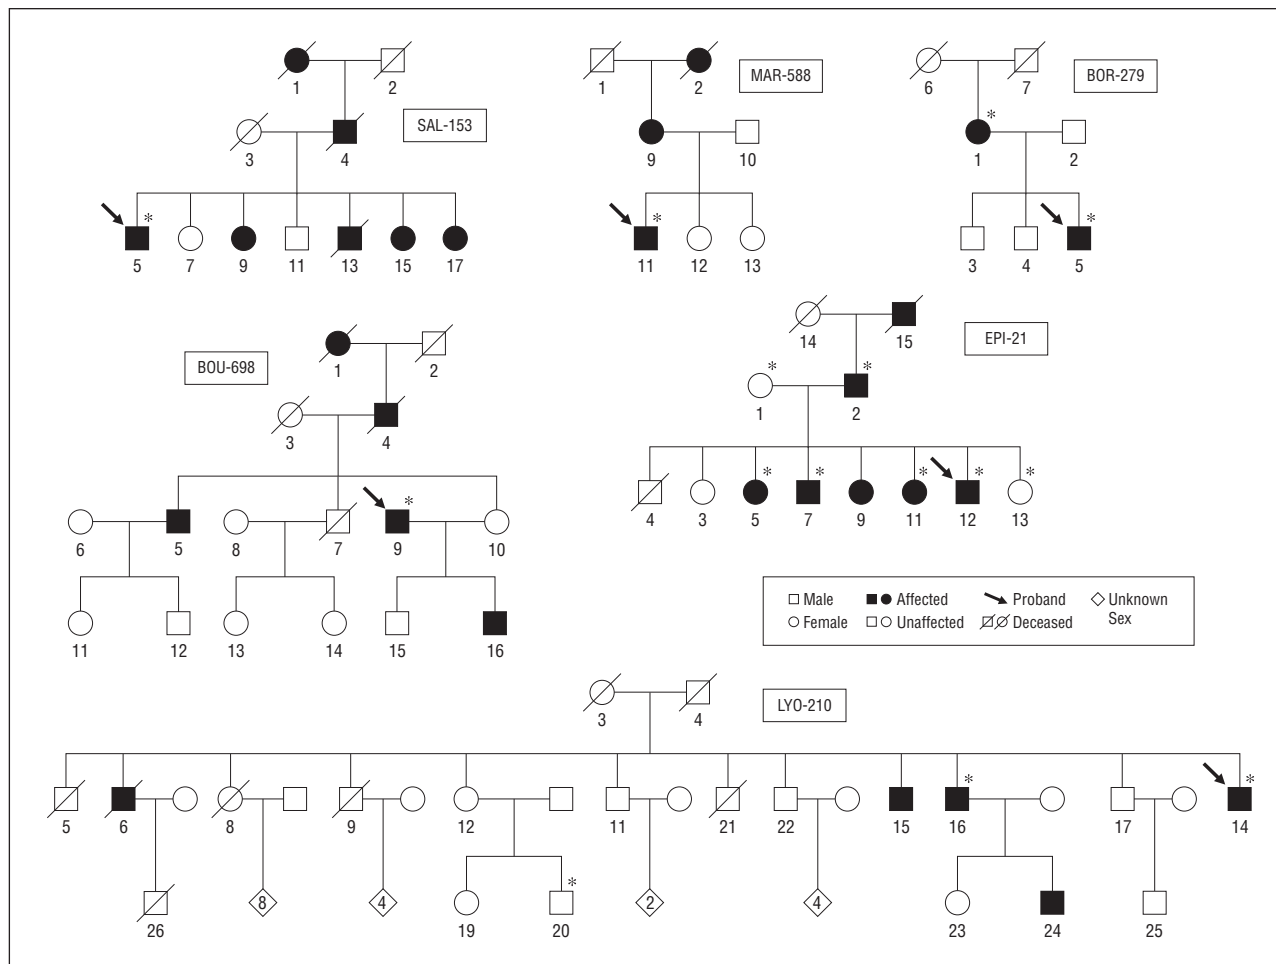 1 2 MAR-588 BOR-279
1 2 6 7
SAL-153
3 4 9 10 1 2
* * *
5 7 9 11 13 15 17 11 12 13 3 4 5
BOU-698 EPI-21
1 2 14 15
* *
3 4 1 2
* * * * * *
6 5 8 7 9 10 4 3 5 7 9 11 12 13
Male Affected Proband Unknown
Female Unaffected Deceased Sex
11 12 13 14 15 16
LYO-210
3 4
* *
5 6 8 9 12 11 21 22 15 16 17 14
8 4 * 2 4
26 19 20 23 24 25